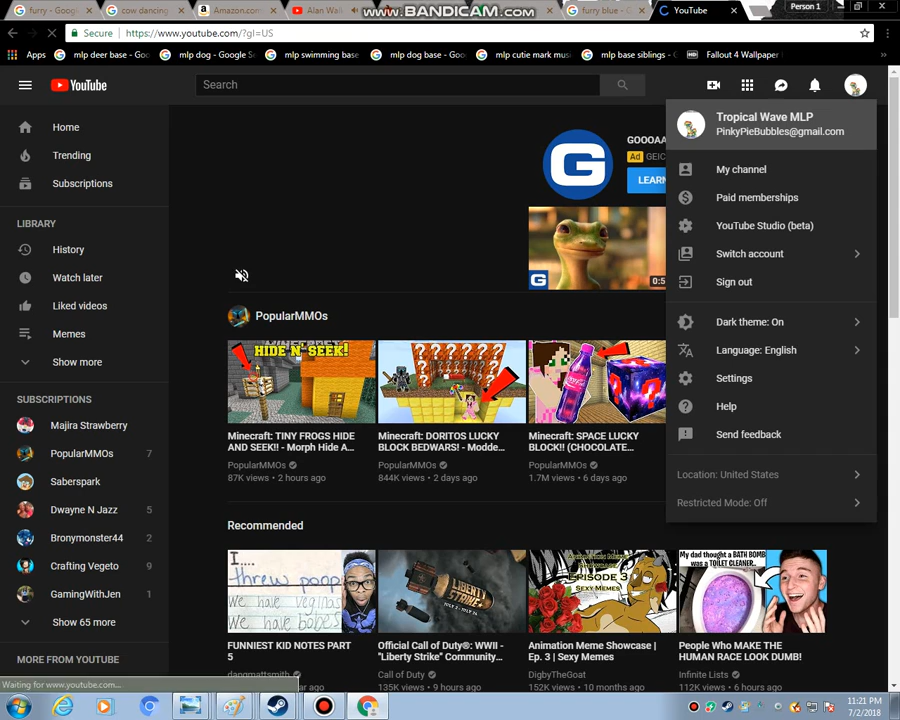 furry - Goog
cow dancing
Amazon.com
Alan Walk
WWW.BANDICAM.COM
furry blue -
YouTube
Person 1
Secure
https://www.youtube.com/?gl=US
Apps
mlp deer base - Goo
mlp dog - Google S
mlp swimming base
mlp dog base - Goo
mlp cutie mark mus
mlp base siblings -
Fallout 4 Wallpaper
YouTube
Search
Tropical Wave MLP
PinkyPieBubbles@gmail.com
Home
Trending
Subscriptions
LIBRARY
History
Watch later
Liked videos
Memes
Show more
SUBSCRIPTIONS
Majira Strawberry
PopularMMOs 7
Saberspark
Dwayne N Jazz 5
Bronymonster44 2
Crafting Vegeto 9
GamingWithJen 1
Show 65 more
MORE FROM YOUTUBE
GOOOAA
Ad GEIC
LEARN
G
G
0:5
PopularMMOs
HIDE N' SEEK!
Minecraft: TINY FROGS HIDE
AND SEEK!! - Morph Hide A...
PopularMMOs
87K views • 2 hours ago
Minecraft: DORITOS LUCKY
BLOCK BEDWARS! - Modde...
PopularMMOs
844K views • 2 days ago
Minecraft: SPACE LUCKY
BLOCK!! (CHOCOLATE...
PopularMMOs
1.7M views • 6 days ago
Recommended
I....
threw poop
We have veginas
We have babes
FUNNIEST KID NOTES PART
5
dangmattsmith
LIBERTY
STRIKE
Official Call of Duty®: WWII -
"Liberty Strike" Community...
Call of Duty
135K views • 9 hours ago
ANIMATION MEME
SHOWCASE
EPISODE 3
SEXY MEMES
Animation Meme Showcase |
Ep. 3 | Sexy Memes
DigbyTheGoat
152K views • 10 months ago
My dad thought a BATH BOMB
was a TOILET CLEANER..
People Who MAKE THE
HUMAN RACE LOOK DUMB!
Infinite Lists
My channel
Paid memberships
YouTube Studio (beta)
Switch account
Sign out
Dark theme: On
Language: English
Settings
Help
Send feedback
Location: United States
Restricted Mode: Off
Waiting for www.youtube.com...
11:21 PM
7/2/2018